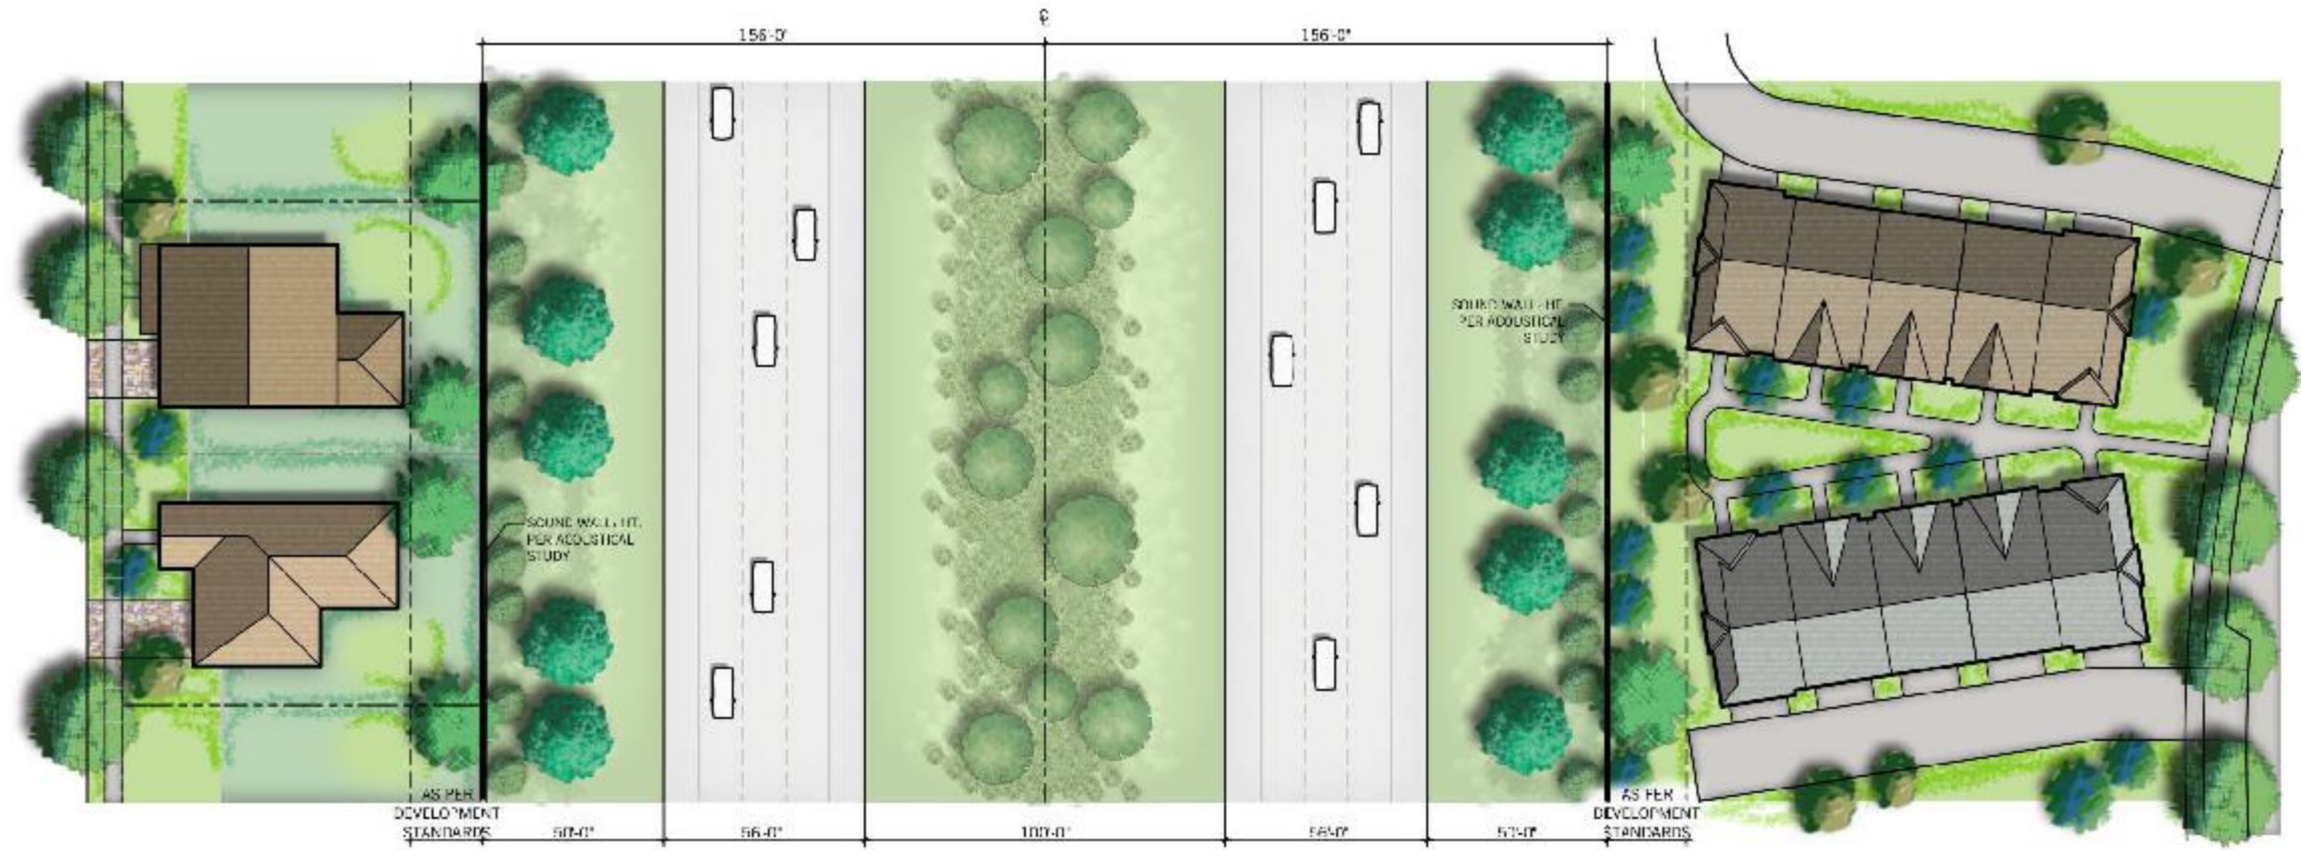 156'-0"
156'-0"
SOUND WALL - HT.
PER ACOUSTICAL
STUDY
SOUND WALL - HT.
PER ACOUSTICAL
STUDY
AS PER
DEVELOPMENT
STANDARDS
50'-0"
56'-0"
100'-0"
56'-0"
50'-0"
AS PER
DEVELOPMENT
STANDARDS